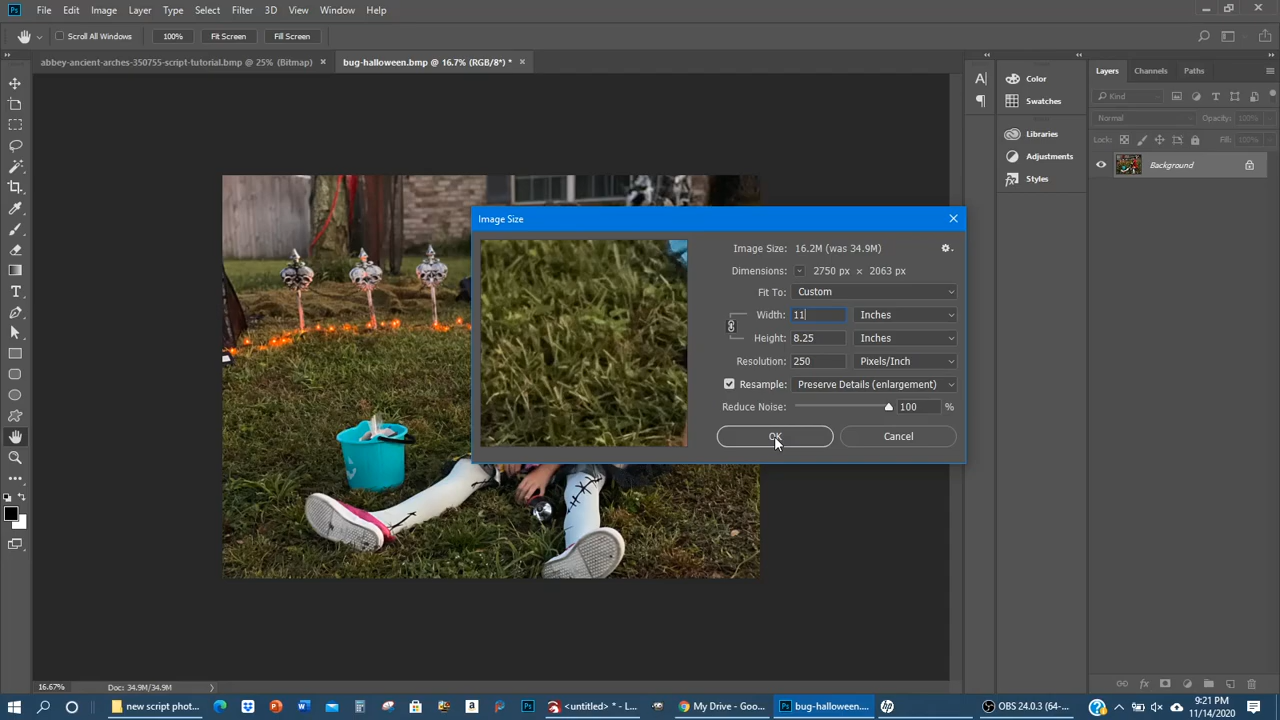 Ps File Edit Image Layer Type Select Filter 3D View Window Help
Scroll All Windows 100% Fit Screen Fill Screen
abbey-ancient-arches-350755-script-tutorial.bmp @ 25% (Bitmap) × bug-halloween.bmp @ 16.7% (RGB/8*) * ×
Layers Channels Paths
Color
Kind
Swatches
Normal Opacity: 100%
Libraries
Lock: Fill: 100%
Adjustments
Background
Styles
Image Size
Image Size: 16.2M (was 34.9M)
Dimensions: 2750 px × 2063 px
Fit To: Custom
Width: 11 Inches
Height: 8.25 Inches
Resolution: 250 Pixels/Inch
Resample: Preserve Details (enlargement)
Reduce Noise: 100 %
OK Cancel
16.67% Doc: 34.9M/34.9M
new script phot... <untitled> * - L... My Drive - Goo... bug-halloween.... OBS 24.0.3 (64-... 9:21 PM
11/14/2020